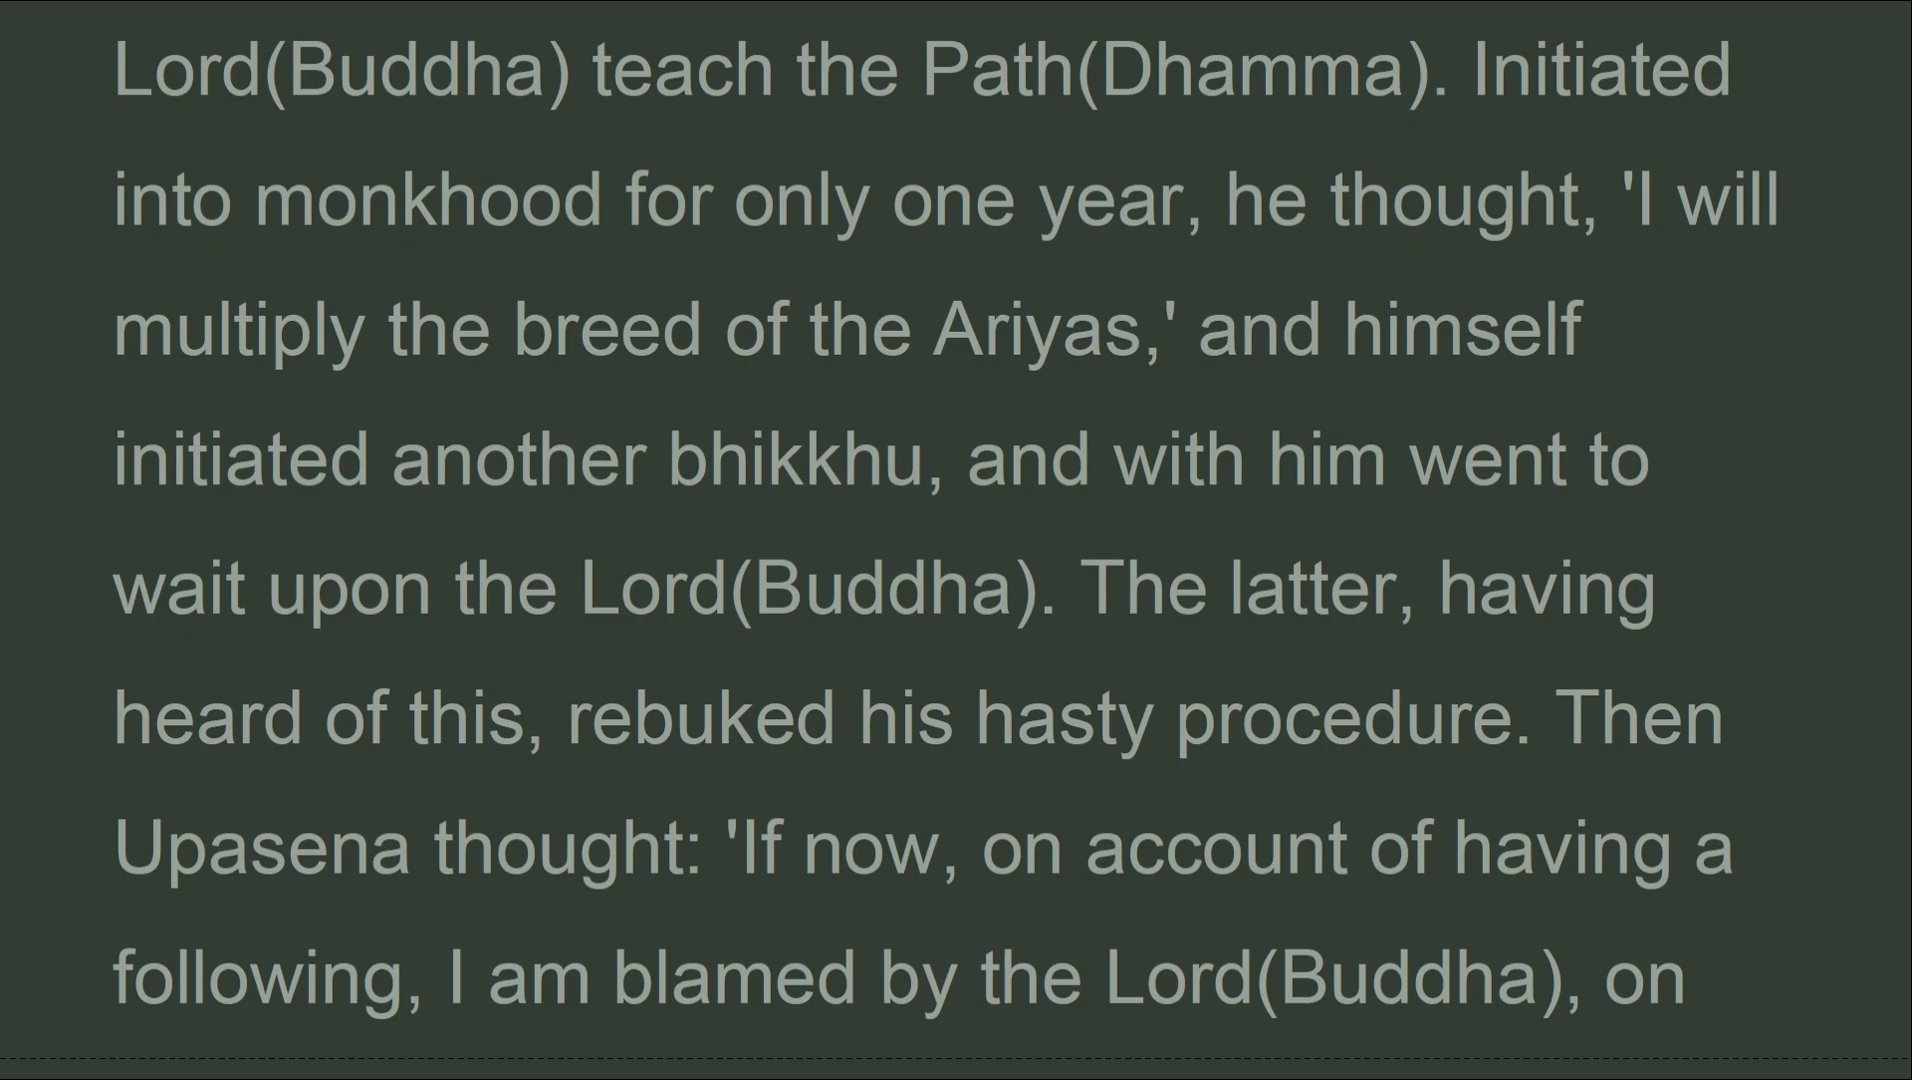 Lord(Buddha) teach the Path(Dhamma). Initiated
into monkhood for only one year, he thought, 'I will
multiply the breed of the Ariyas,' and himself
initiated another bhikkhu, and with him went to
wait upon the Lord(Buddha). The latter, having
heard of this, rebuked his hasty procedure. Then
Upasena thought: 'If now, on account of having a
following, I am blamed by the Lord(Buddha), on